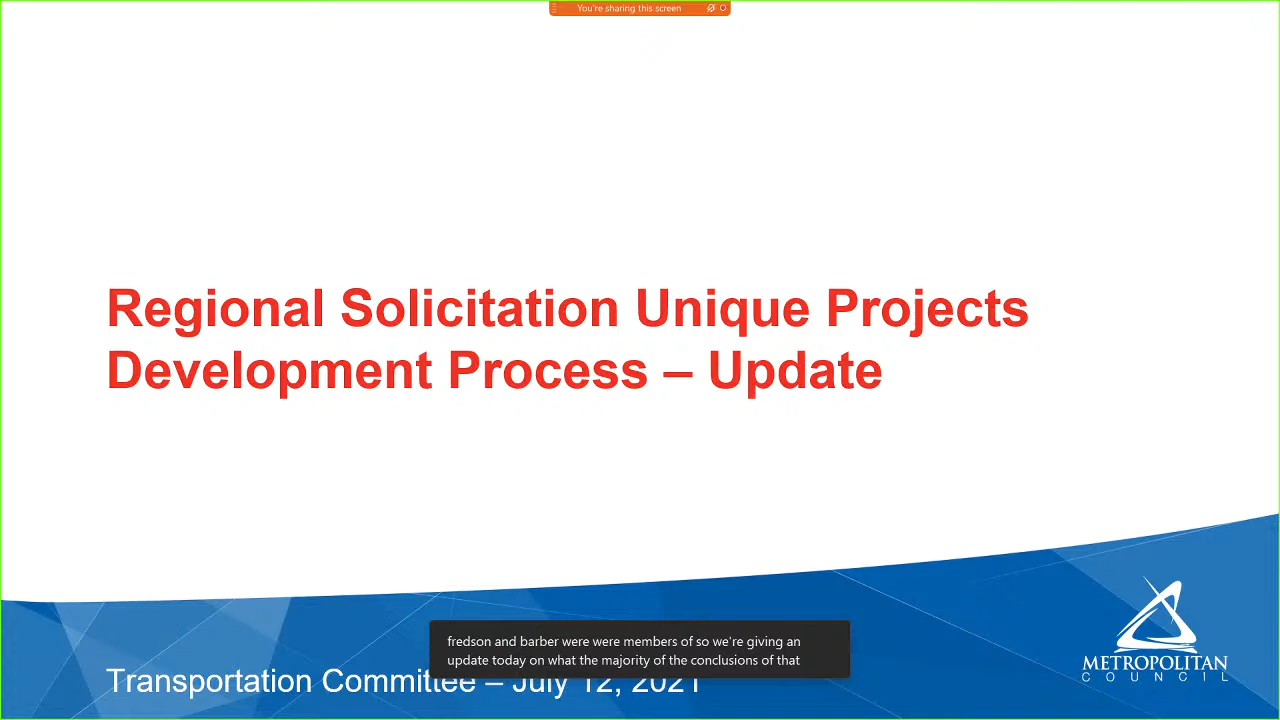 You're sharing this screen
Regional Solicitation Unique Projects
Development Process – Update
fredson and barber were were members of so we're giving an
update today on what the majority of the conclusions of that
Transportation Committee – July 12, 2021
METROPOLITAN
COUNCIL